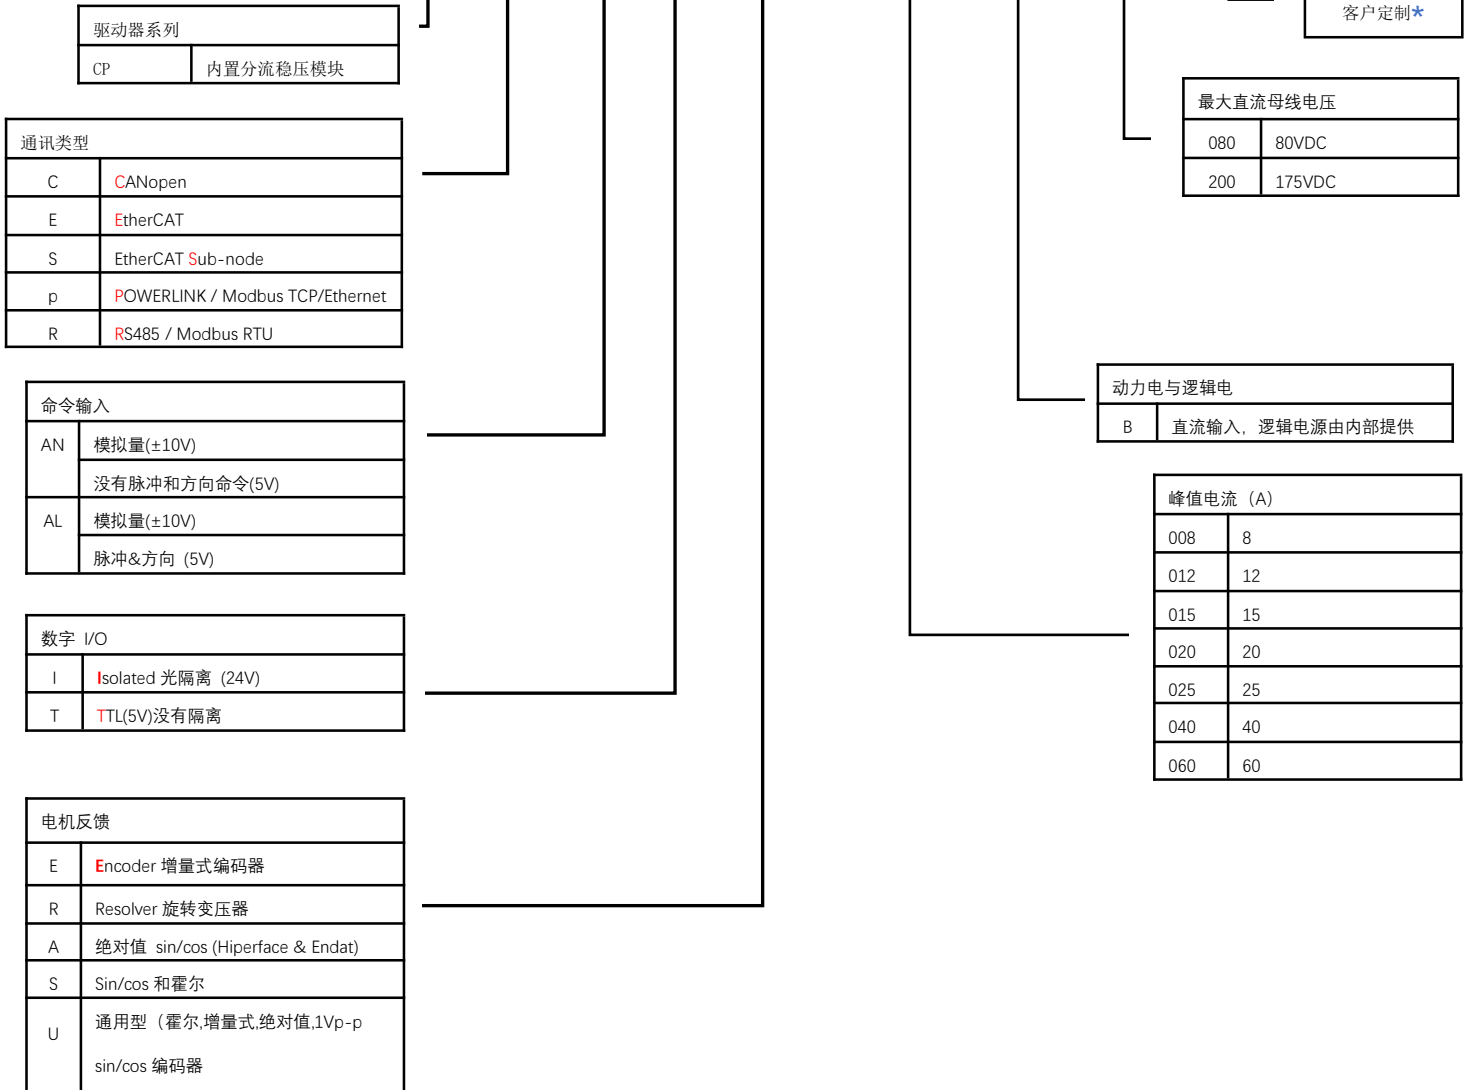 驱动器系列
CP 内置分流稳压模块
通讯类型
C CANopen
E EtherCAT
S EtherCAT Sub-node
p POWERLINK / Modbus TCP/Ethernet
R RS485 / Modbus RTU
命令输入
AN 模拟量(±10V)
没有脉冲和方向命令(5V)
AL 模拟量(±10V)
脉冲&方向 (5V)
数字 I/O
I Isolated 光隔离 (24V)
T TTL(5V)没有隔离
电机反馈
E Encoder 增量式编码器
R Resolver 旋转变压器
A 绝对值 sin/cos (Hiperface & Endat)
S Sin/cos 和霍尔
U 通用型（霍尔,增量式,绝对值,1Vp-p
sin/cos 编码器
客户定制*
最大直流母线电压
080 80VDC
200 175VDC
动力电与逻辑电
B 直流输入，逻辑电源由内部提供
峰值电流（A）
008 8
012 12
015 15
020 20
025 25
040 40
060 60